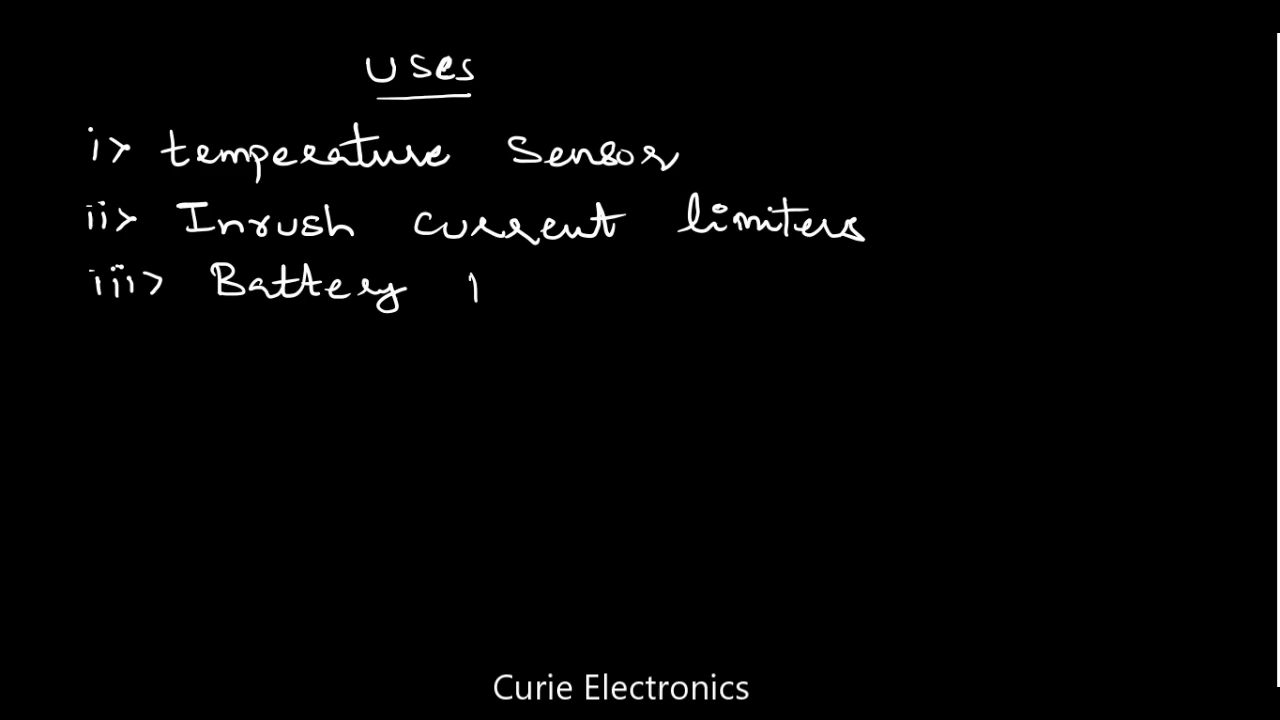 uses
i> temperature sensor
ii> Inrush current limiters
iii> Battery
Curie Electronics